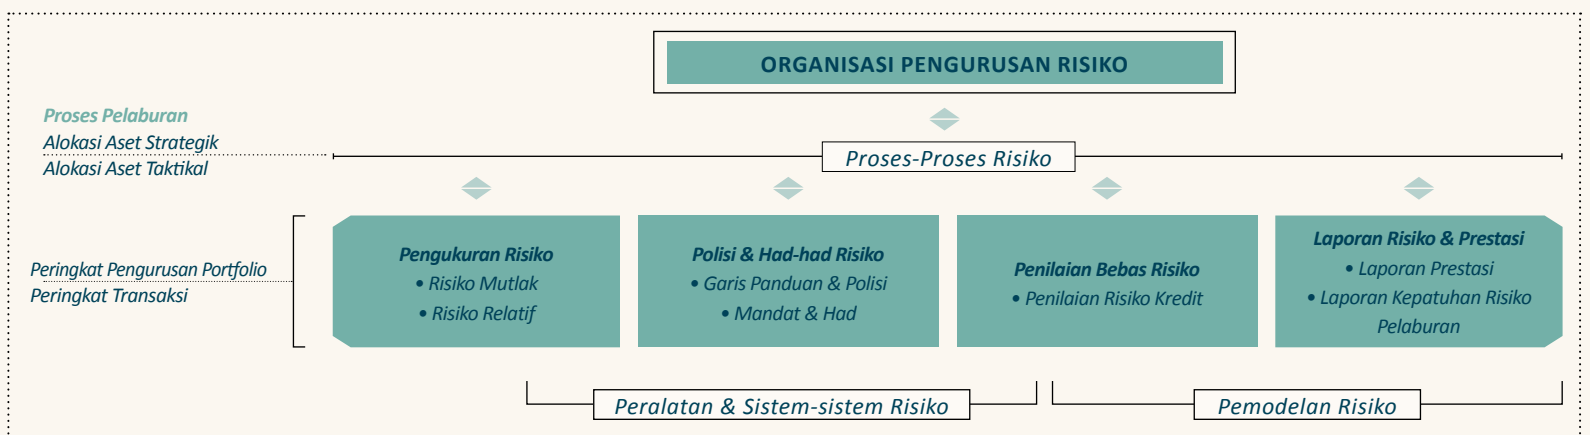 ORGANISASI PENGURUSAN RISIKO
Proses Pelaburan
Alokasi Aset Strategik
Alokasi Aset Taktikal
Proses-Proses Risiko
Peringkat Pengurusan Portfolio
Peringkat Transaksi
Pengukuran Risiko
• Risiko Mutlak
• Risiko Relatif
Polisi & Had-had Risiko
• Garis Panduan & Polisi
• Mandat & Had
Penilaian Bebas Risiko
• Penilaian Risiko Kredit
Laporan Risiko & Prestasi
• Laporan Prestasi
• Laporan Kepatuhan Risiko
Pelaburan
Peralatan & Sistem-sistem Risiko
Pemodelan Risiko